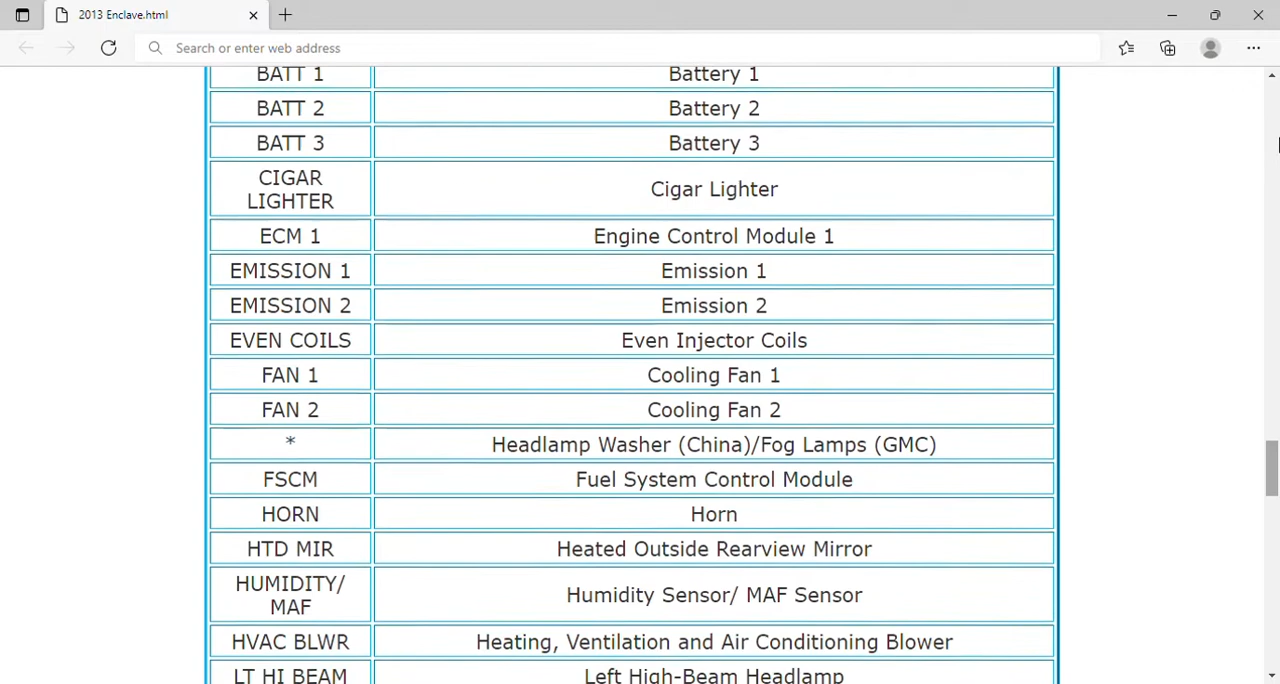 2013 Enclave.html
Search or enter web address
BATT 1 Battery 1
BATT 2 Battery 2
BATT 3 Battery 3
CIGAR
LIGHTER Cigar Lighter
ECM 1 Engine Control Module 1
EMISSION 1 Emission 1
EMISSION 2 Emission 2
EVEN COILS Even Injector Coils
FAN 1 Cooling Fan 1
FAN 2 Cooling Fan 2
* Headlamp Washer (China)/Fog Lamps (GMC)
FSCM Fuel System Control Module
HORN Horn
HTD MIR Heated Outside Rearview Mirror
HUMIDITY/
MAF Humidity Sensor/ MAF Sensor
HVAC BLWR Heating, Ventilation and Air Conditioning Blower
LT HI BEAM Left High-Beam Headlamp